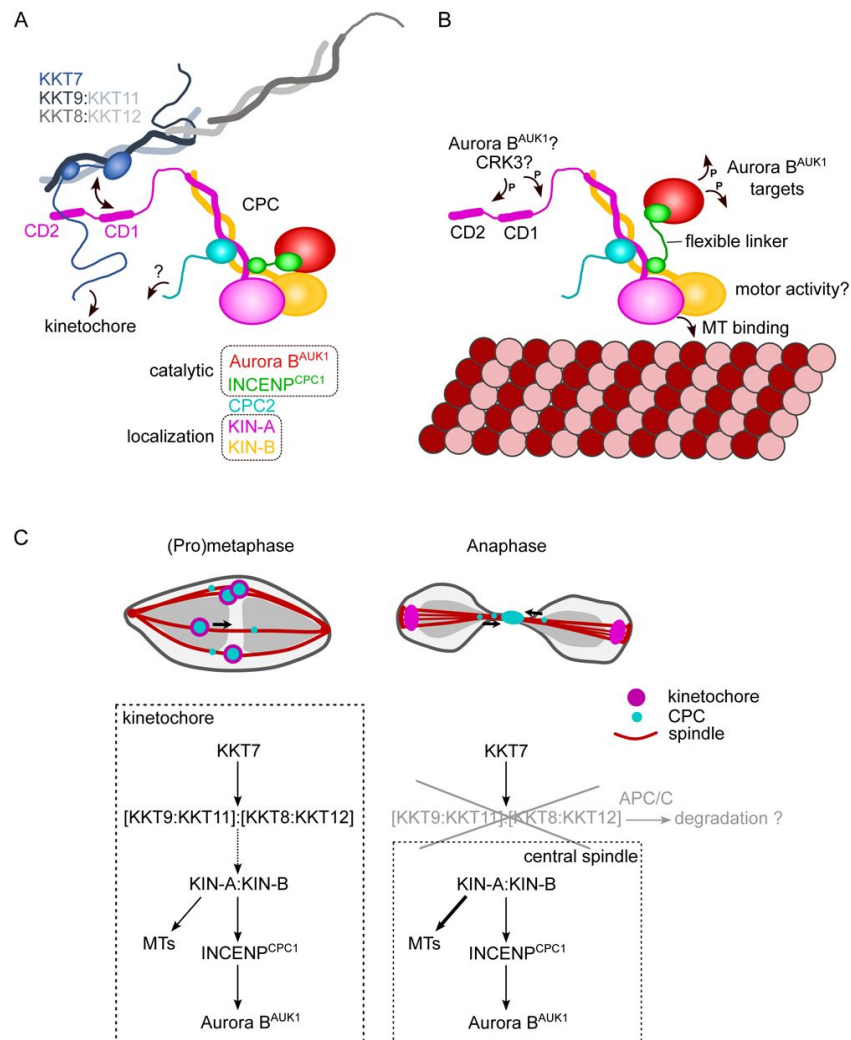 A
KKT7
KKT9:KKT11
KKT8:KKT12
CPC
CD2
CD1
?
kinetochore
catalytic
Aurora B^AUK1
INCENP^CPC1
CPC2
localization
KIN-A
KIN-B
B
Aurora B^AUK1?
CRK3?
P
P
P
P
Aurora B^AUK1
targets
CD2
CD1
flexible linker
motor activity?
MT binding
C
(Pro)metaphase
Anaphase
kinetochore
CPC
spindle
kinetochore
KKT7
[KKT9:KKT11]:[KKT8:KKT12]
KIN-A:KIN-B
MTs
INCENP^CPC1
Aurora B^AUK1
KKT7
[KKT9:KKT11]:[KKT8:KKT12]
APC/C
degradation ?
central spindle
KIN-A:KIN-B
MTs
INCENP^CPC1
Aurora B^AUK1